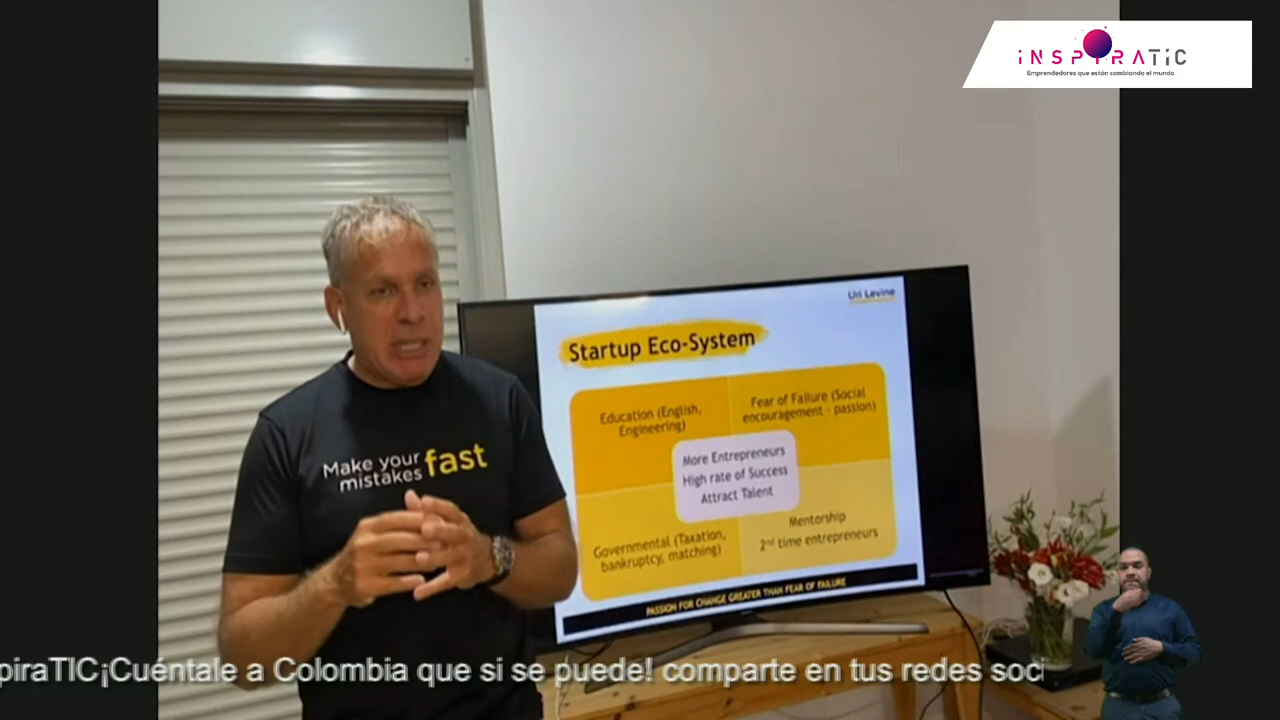 iNSPIRATIC
Emprendedores que están cambiando el mundo
Uri Levine
Startup Eco-System
Education (English,
Engineering)
Fear of Failure (Social
encouragement - passion)
More Entrepreneurs
High rate of Success
Attract Talent
Governmental (Taxation,
bankruptcy, matching)
Mentorship
2nd time entrepreneurs
PASSION FOR CHANGE GREATER THAN FEAR OF FAILURE
Make your
mistakes fast
piraTIC¡Cuéntale a Colombia que si se puede! comparte en tus redes soci